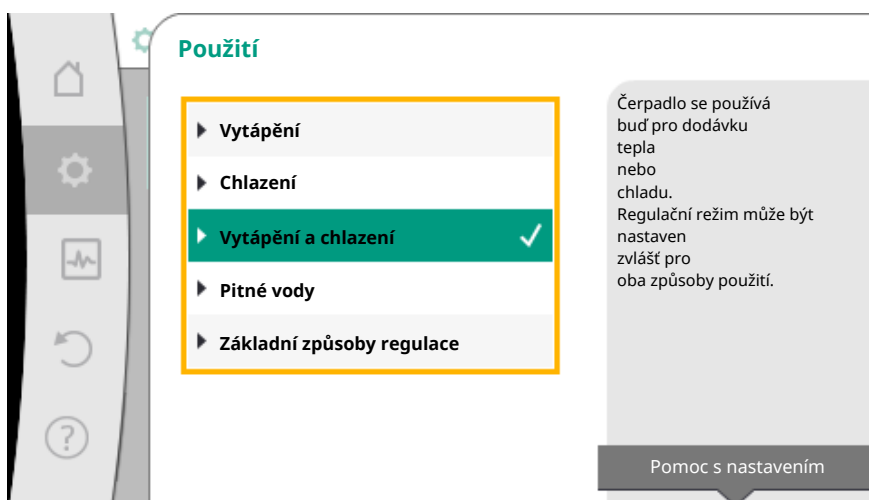 Použití
Vytápění
Chlazení
Vytápění a chlazení
Pitné vody
Základní způsoby regulace
Čerpadlo se používá
buď pro dodávku
tepla
nebo
chladu.
Regulační režim může být
nastaven
zvlášť pro
oba způsoby použití.
Pomoc s nastavením